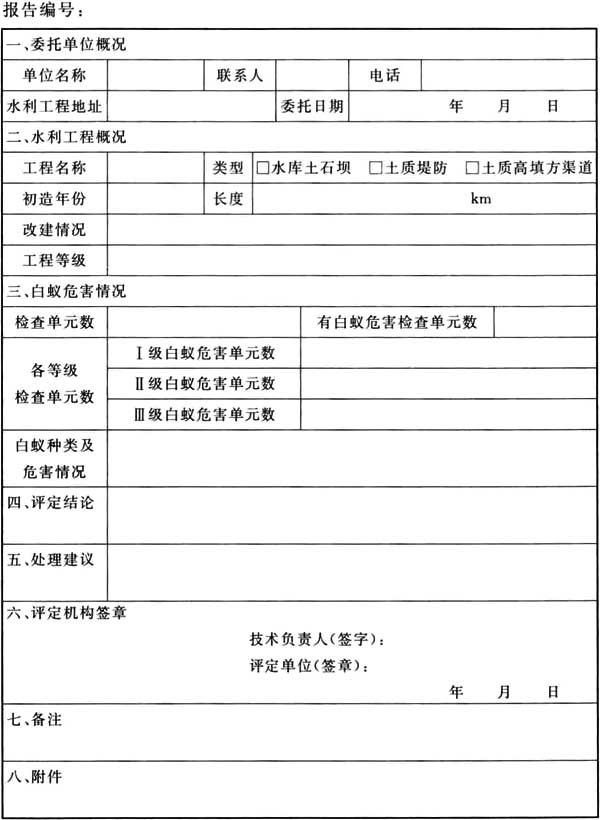 报告编号：
一、委托单位概况
单位名称 联系人 电话
水利工程地址 委托日期 年 月 日
二、水利工程概况
工程名称 类型 □水库土石坝 □土质堤防 □土质高填方渠道
初造年份 长度 km
改建情况
工程等级
三、白蚁危害情况
检查单元数 有白蚁危害检查单元数
各等级
检查单元数
Ⅰ级白蚁危害单元数
Ⅱ级白蚁危害单元数
Ⅲ级白蚁危害单元数
白蚁种类及
危害情况
四、评定结论
五、处理建议
六、评定机构签章
技术负责人（签字）：
评定单位（签章）：
年 月 日
七、备注
八、附件